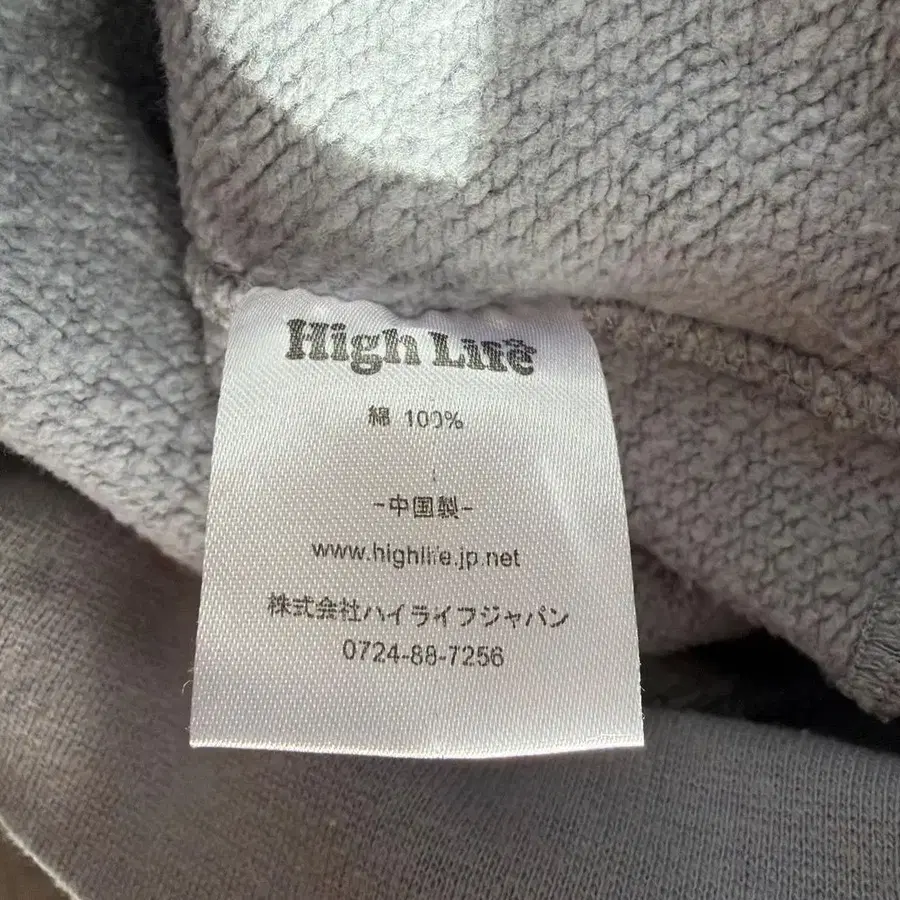 High Life
綿 100%
-中国製-
www.highlife.jp.net
株式会社ハイライフジャパン
0724-88-7256